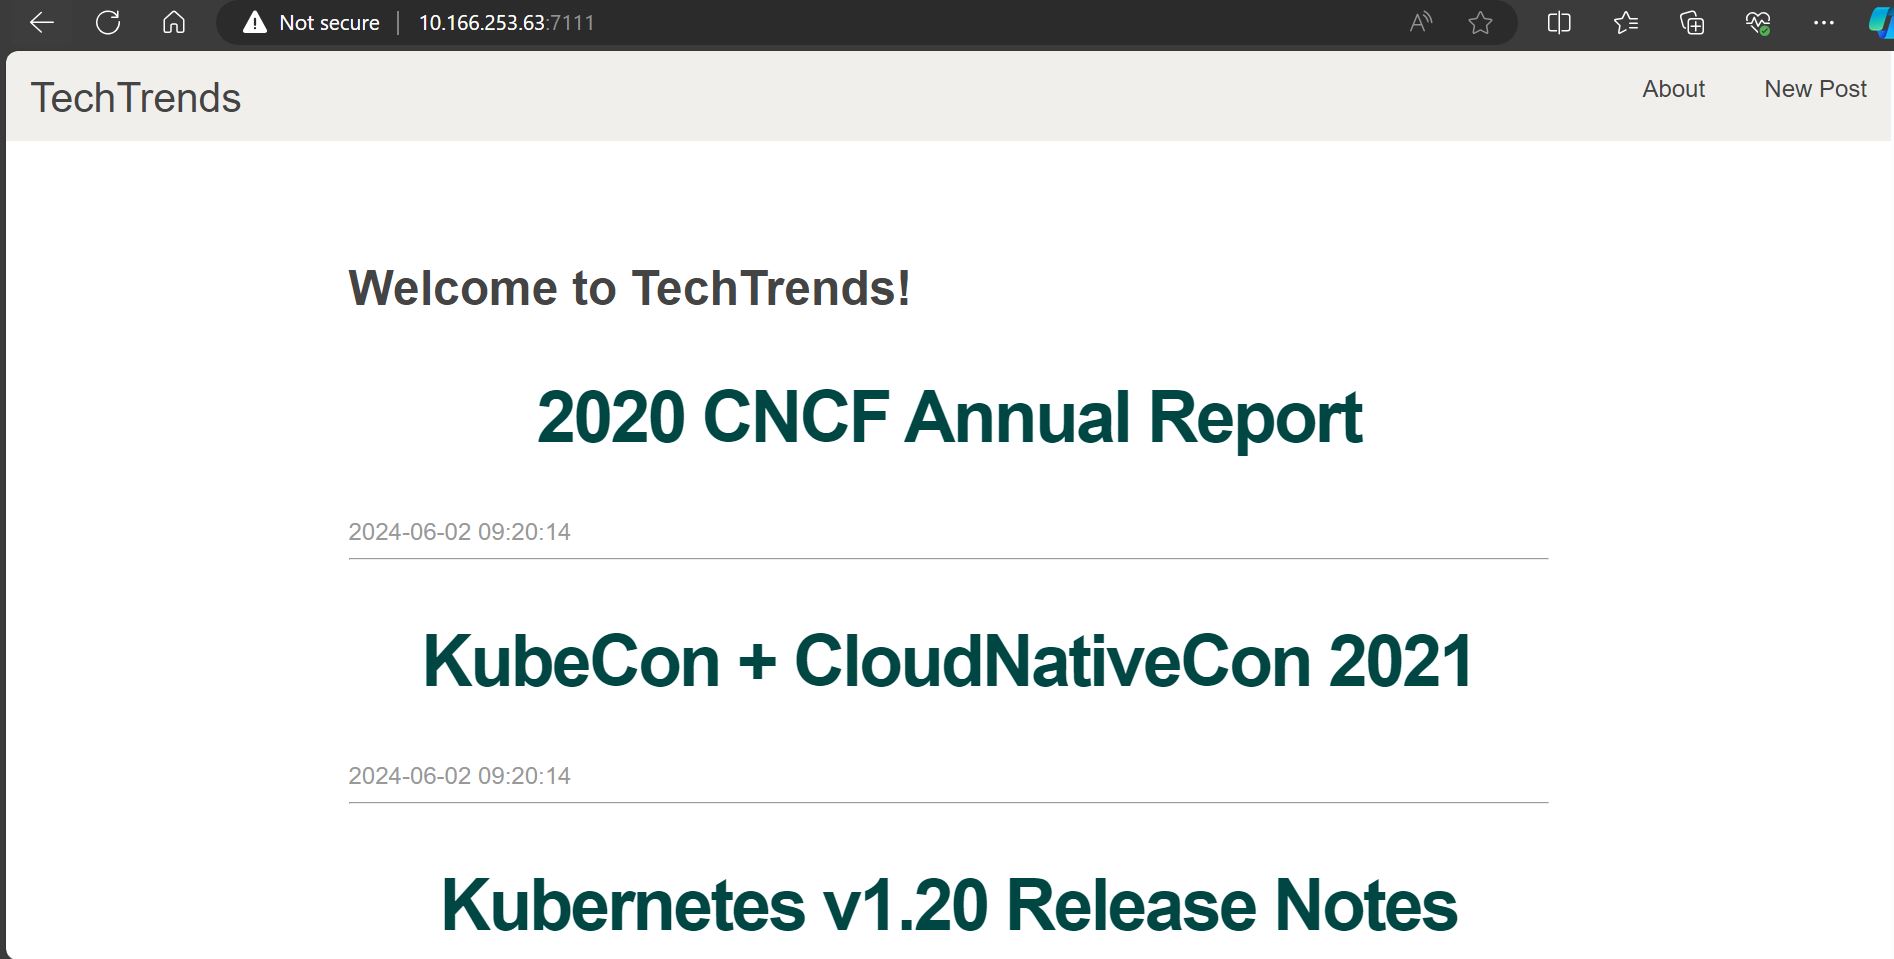 Not secure | 10.166.253.63:7111
TechTrends
About
New Post
Welcome to TechTrends!
2020 CNCF Annual Report
2024-06-02 09:20:14
KubeCon + CloudNativeCon 2021
2024-06-02 09:20:14
Kubernetes v1.20 Release Notes